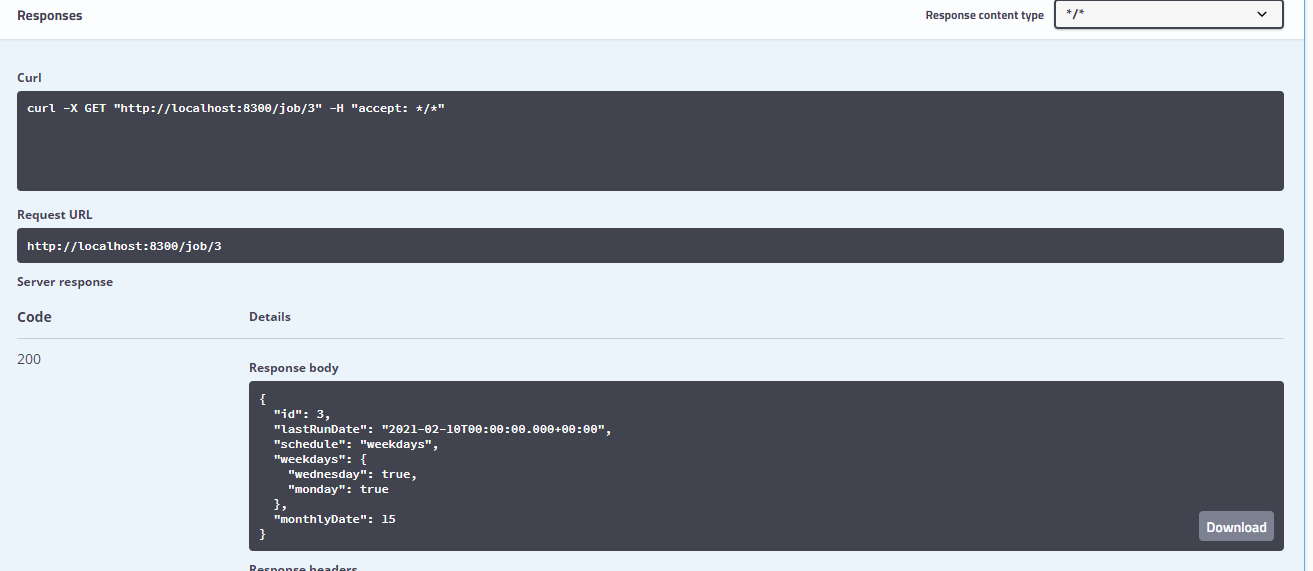 Responses
Response content type
*/*
Curl
curl -X GET "http://localhost:8300/job/3" -H "accept: */*"
Request URL
http://localhost:8300/job/3
Server response
Code Details
200
Response body
{
  "id": 3,
  "lastRunDate": "2021-02-10T00:00:00.000+00:00",
  "schedule": "weekdays",
  "weekdays": {
    "wednesday": true,
    "monday": true
  },
  "monthlyDate": 15
}
Download
Response headers